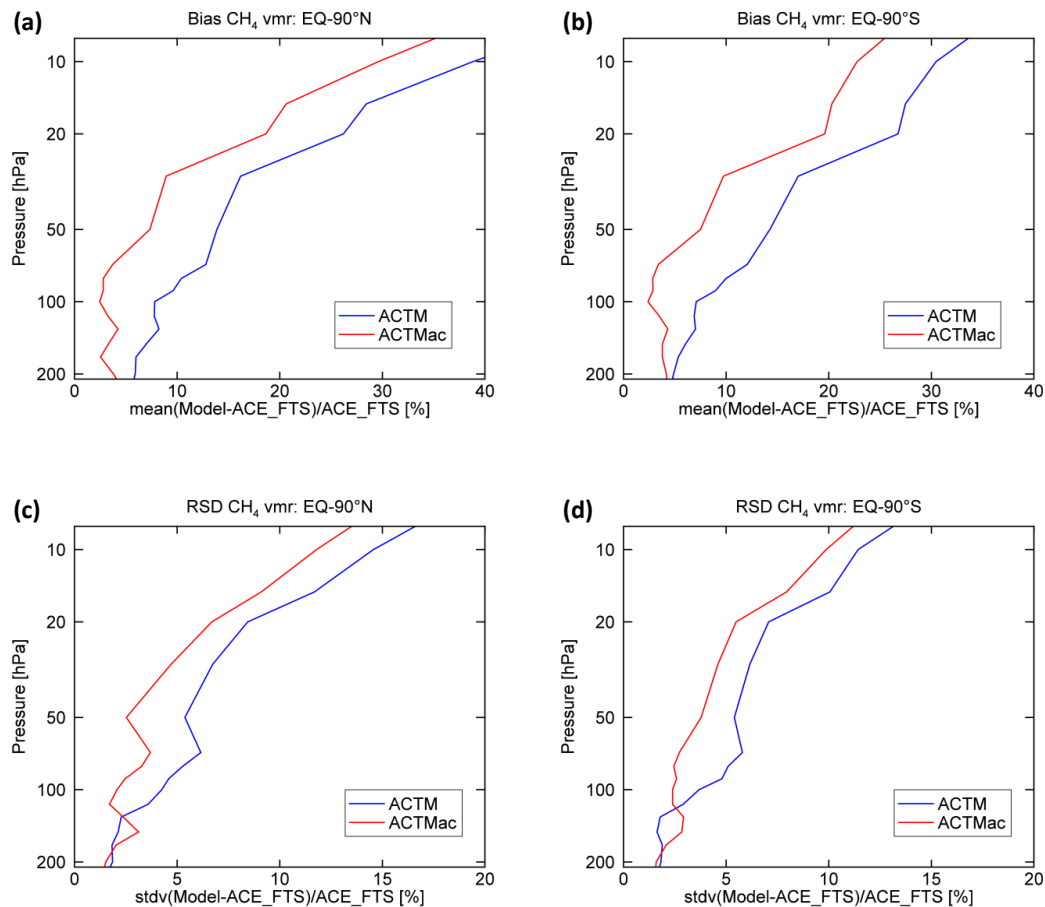 (a)
Bias CH₄ vmr: EQ-90°N
Pressure [hPa]
10
20
50
100
200
ACTM
ACTMac
0 10 20 30 40
mean(Model-ACE_FTS)/ACE_FTS [%]
(b)
Bias CH₄ vmr: EQ-90°S
Pressure [hPa]
10
20
50
100
200
ACTM
ACTMac
0 10 20 30 40
mean(Model-ACE_FTS)/ACE_FTS [%]
(c)
RSD CH₄ vmr: EQ-90°N
Pressure [hPa]
10
20
50
100
200
ACTM
ACTMac
0 5 10 15 20
stdv(Model-ACE_FTS)/ACE_FTS [%]
(d)
RSD CH₄ vmr: EQ-90°S
Pressure [hPa]
10
20
50
100
200
ACTM
ACTMac
0 5 10 15 20
stdv(Model-ACE_FTS)/ACE_FTS [%]